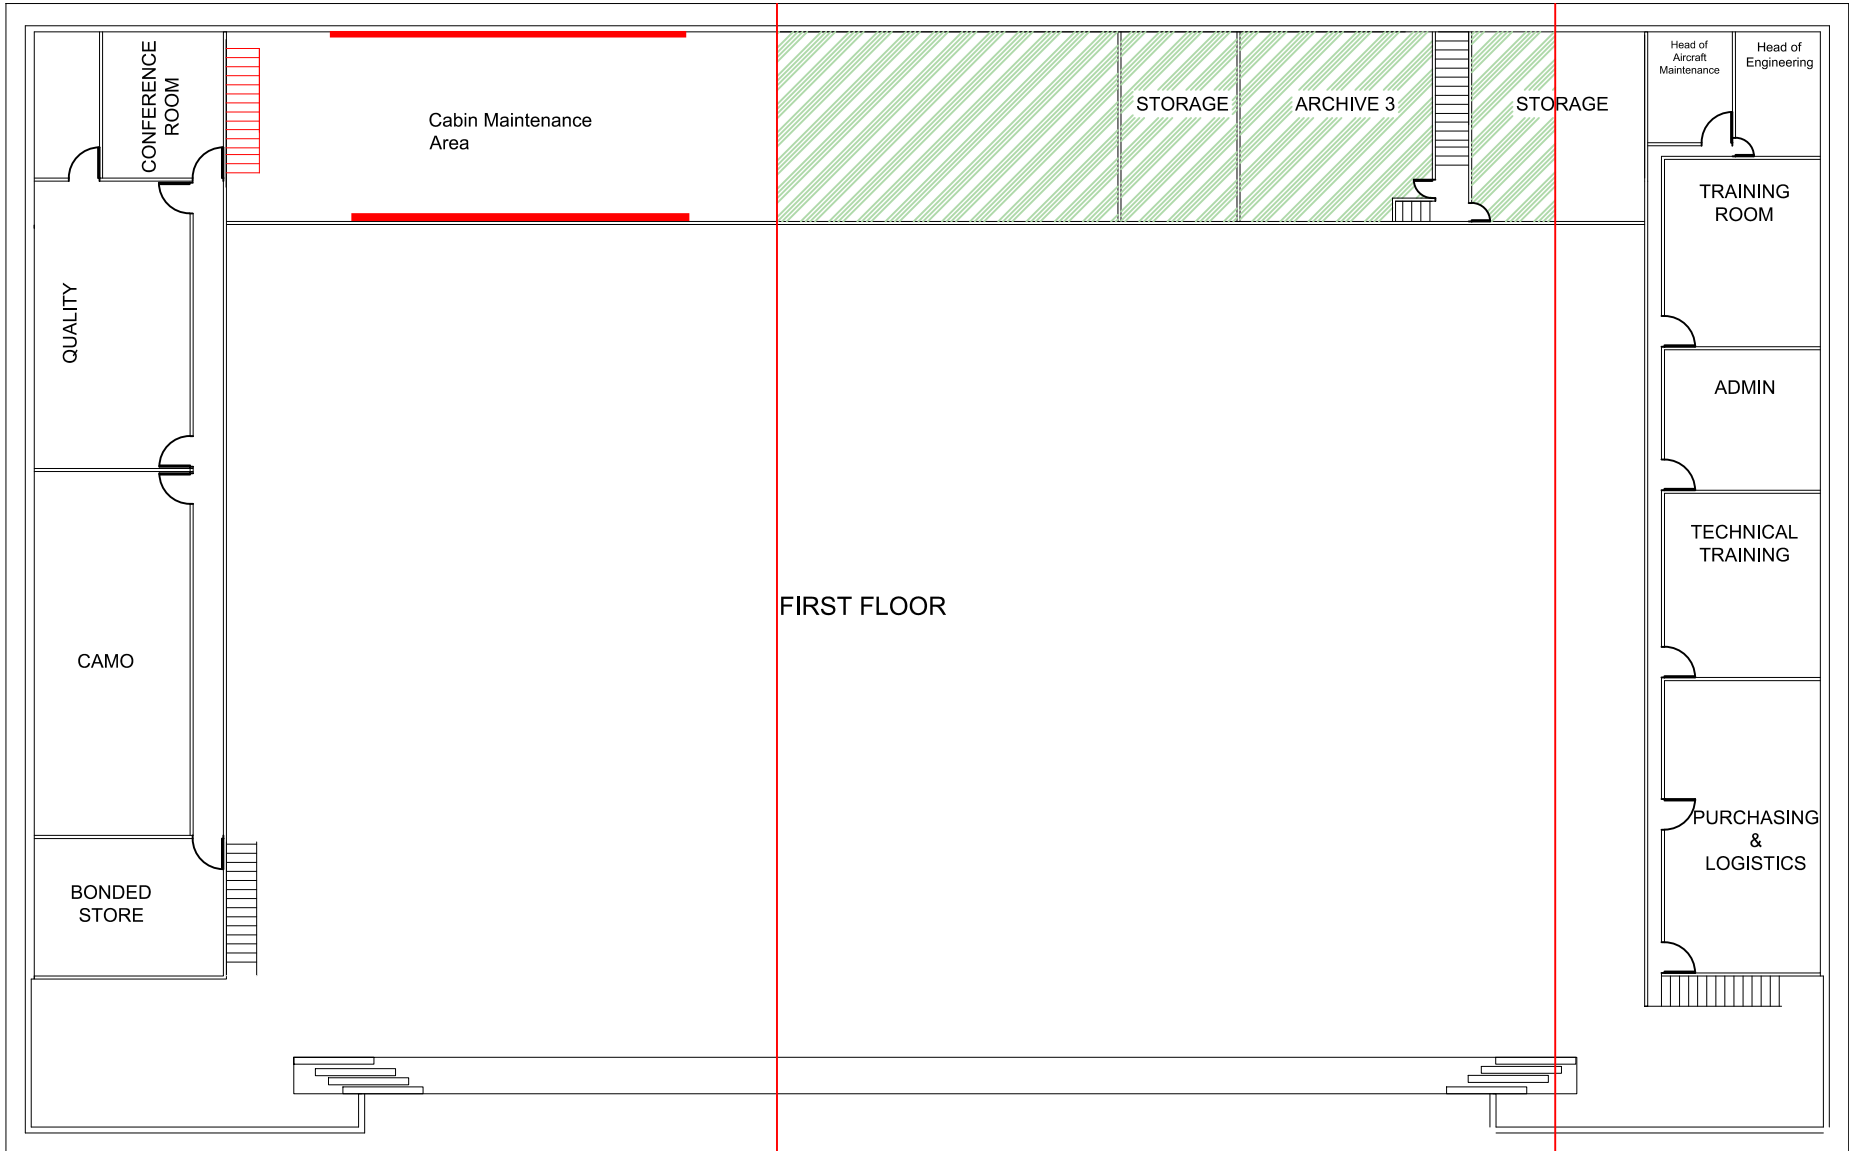 CONFERENCE
ROOM
Cabin Maintenance
Area
STORAGE
ARCHIVE 3
STORAGE
Head of
Aircraft
Maintenance
Head of
Engineering
TRAINING
ROOM
QUALITY
ADMIN
TECHNICAL
TRAINING
FIRST FLOOR
CAMO
PURCHASING
&
LOGISTICS
BONDED
STORE